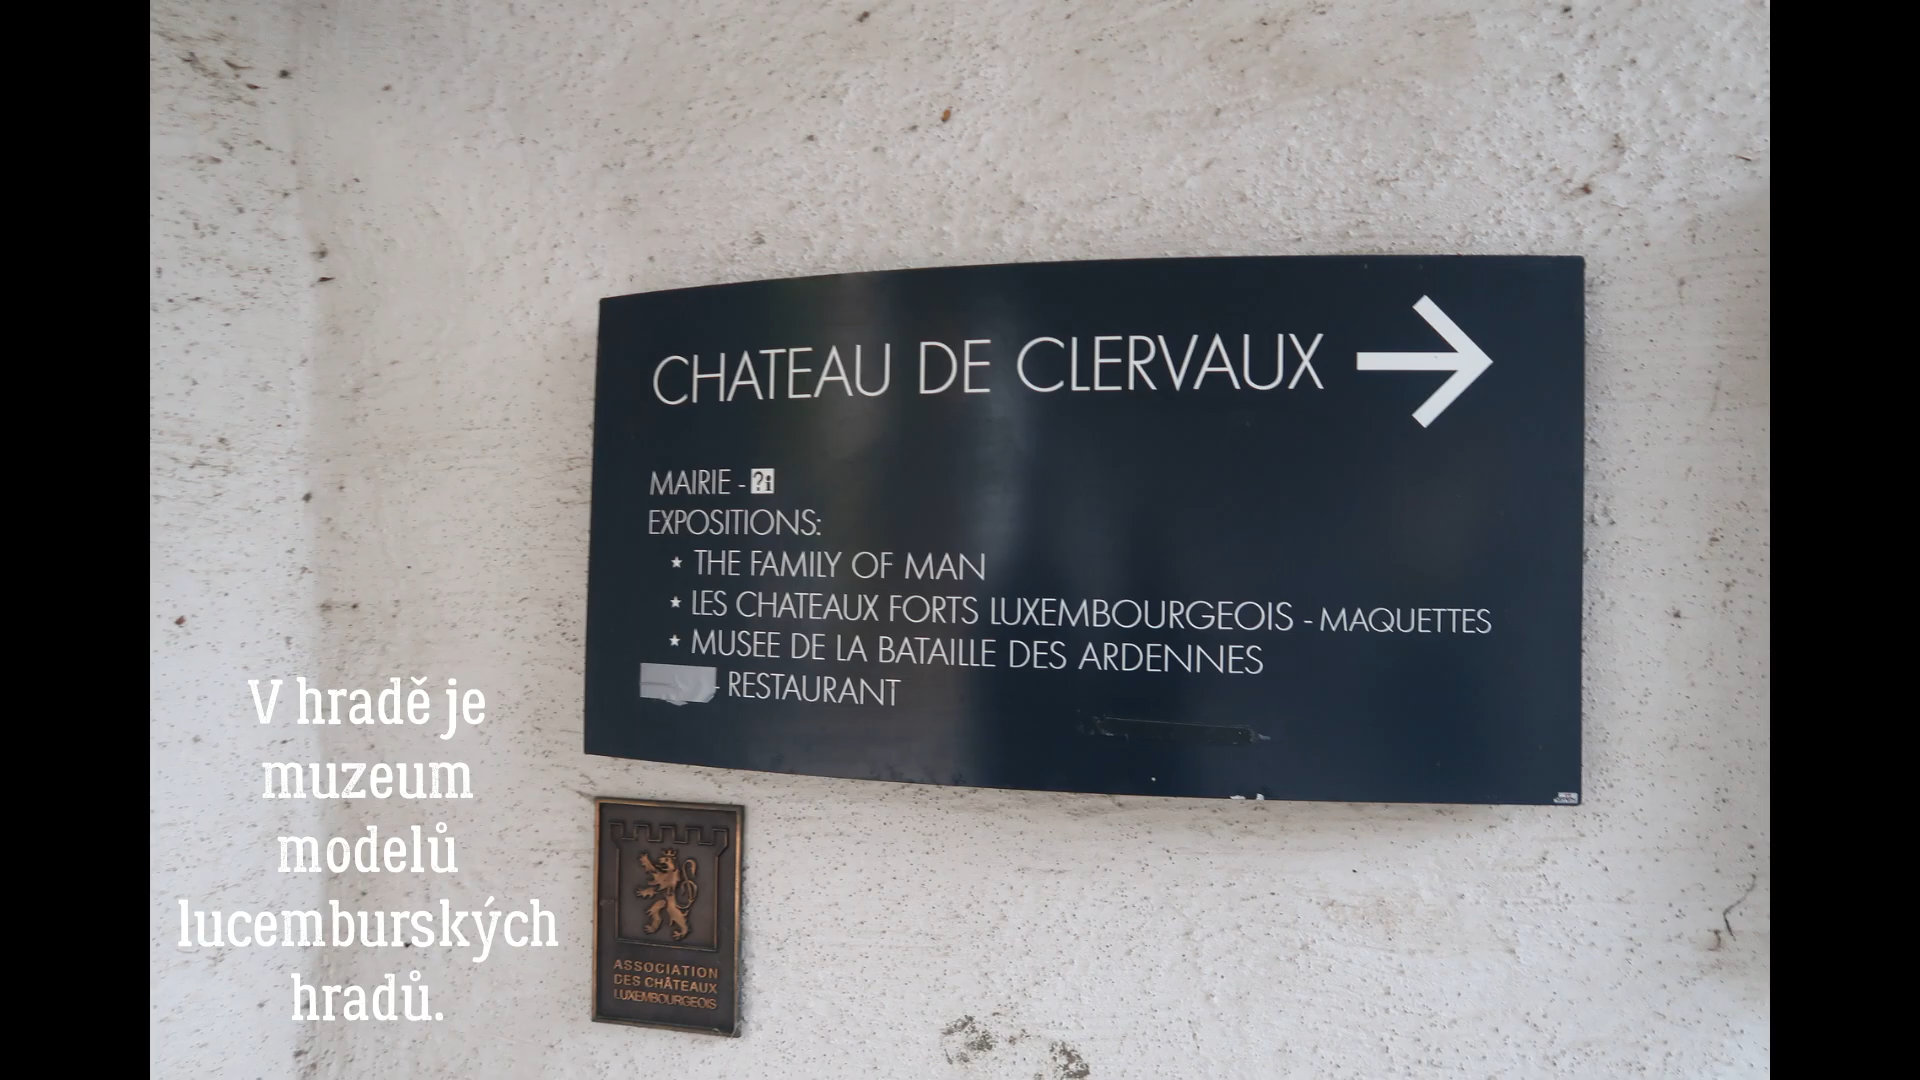 CHATEAU DE CLERVAUX
MAIRIE - ?i
EXPOSITIONS:
★ THE FAMILY OF MAN
★ LES CHATEAUX FORTS LUXEMBOURGEOIS - MAQUETTES
★ MUSEE DE LA BATAILLE DES ARDENNES
- RESTAURANT
V hradě je
muzeum
modelů
lucemburských
hradů.
ASSOCIATION
DES CHÂTEAUX
LUXEMBOURGEOIS